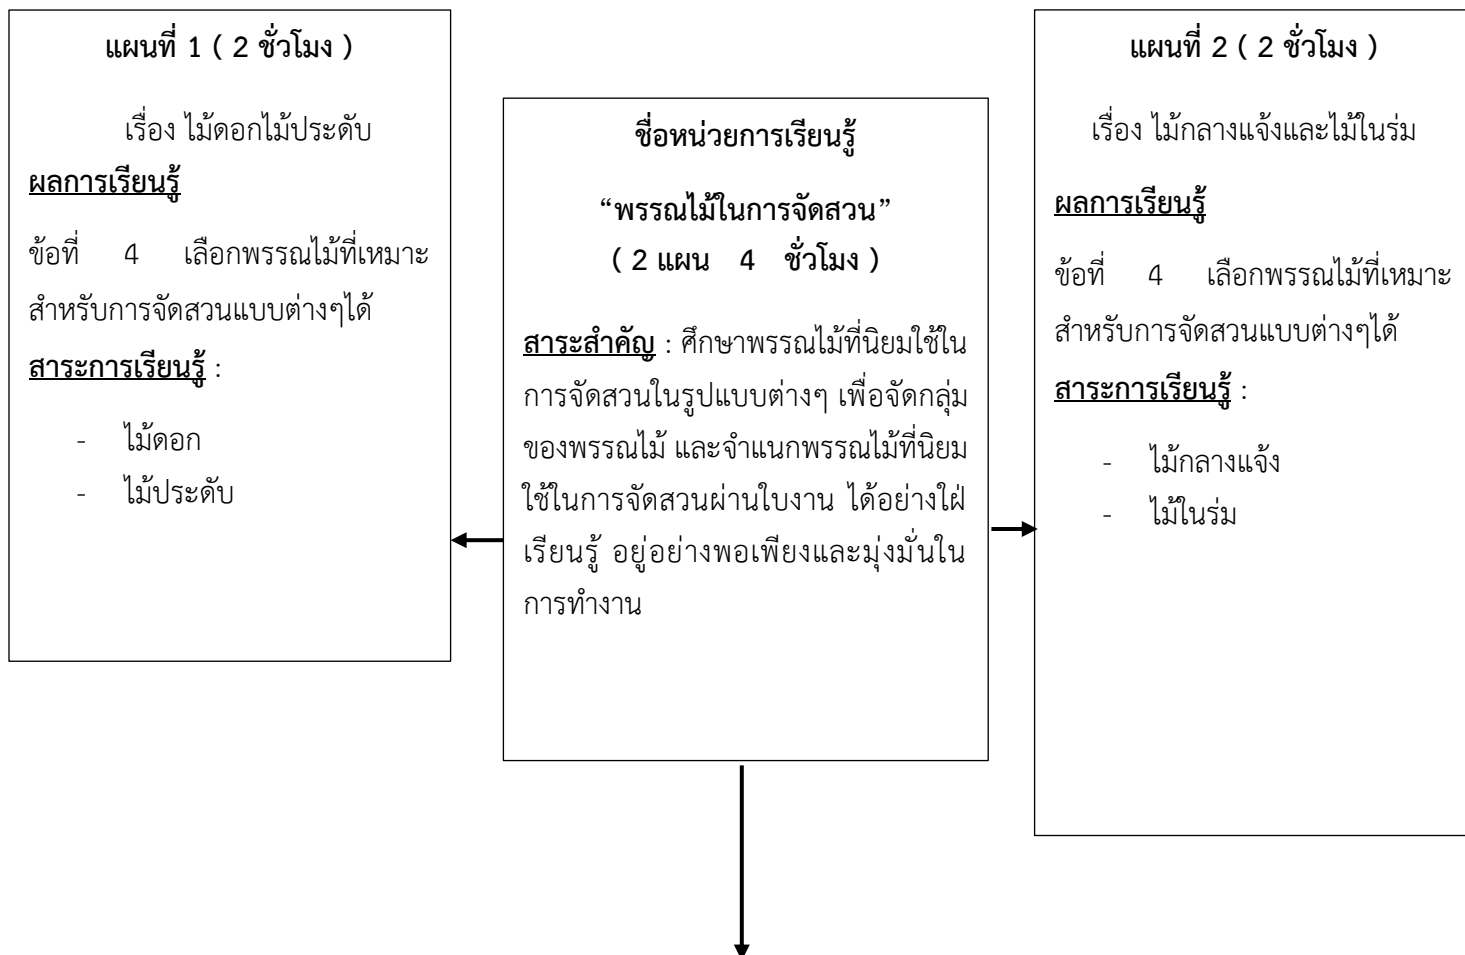 แผนที่ 1 ( 2 ชั่วโมง )
เรื่อง ไม้ดอกไม้ประดับ
ผลการเรียนรู้
ข้อที่ 4 เลือกพรรณไม้ที่เหมาะ
สำหรับการจัดสวนแบบต่างๆได้
สาระการเรียนรู้ :
- ไม้ดอก
- ไม้ประดับ
ชื่อหน่วยการเรียนรู้
“พรรณไม้ในการจัดสวน”
( 2 แผน 4 ชั่วโมง )
สาระสำคัญ : ศึกษาพรรณไม้ที่นิยมใช้ใน
การจัดสวนในรูปแบบต่างๆ เพื่อจัดกลุ่ม
ของพรรณไม้ และจำแนกพรรณไม้ที่นิยม
ใช้ในการจัดสวนผ่านใบงาน ได้อย่างใฝ่
เรียนรู้ อยู่อย่างพอเพียงและมุ่งมั่นใน
การทำงาน
แผนที่ 2 ( 2 ชั่วโมง )
เรื่อง ไม้กลางแจ้งและไม้ในร่ม
ผลการเรียนรู้
ข้อที่ 4 เลือกพรรณไม้ที่เหมาะ
สำหรับการจัดสวนแบบต่างๆได้
สาระการเรียนรู้ :
- ไม้กลางแจ้ง
- ไม้ในร่ม